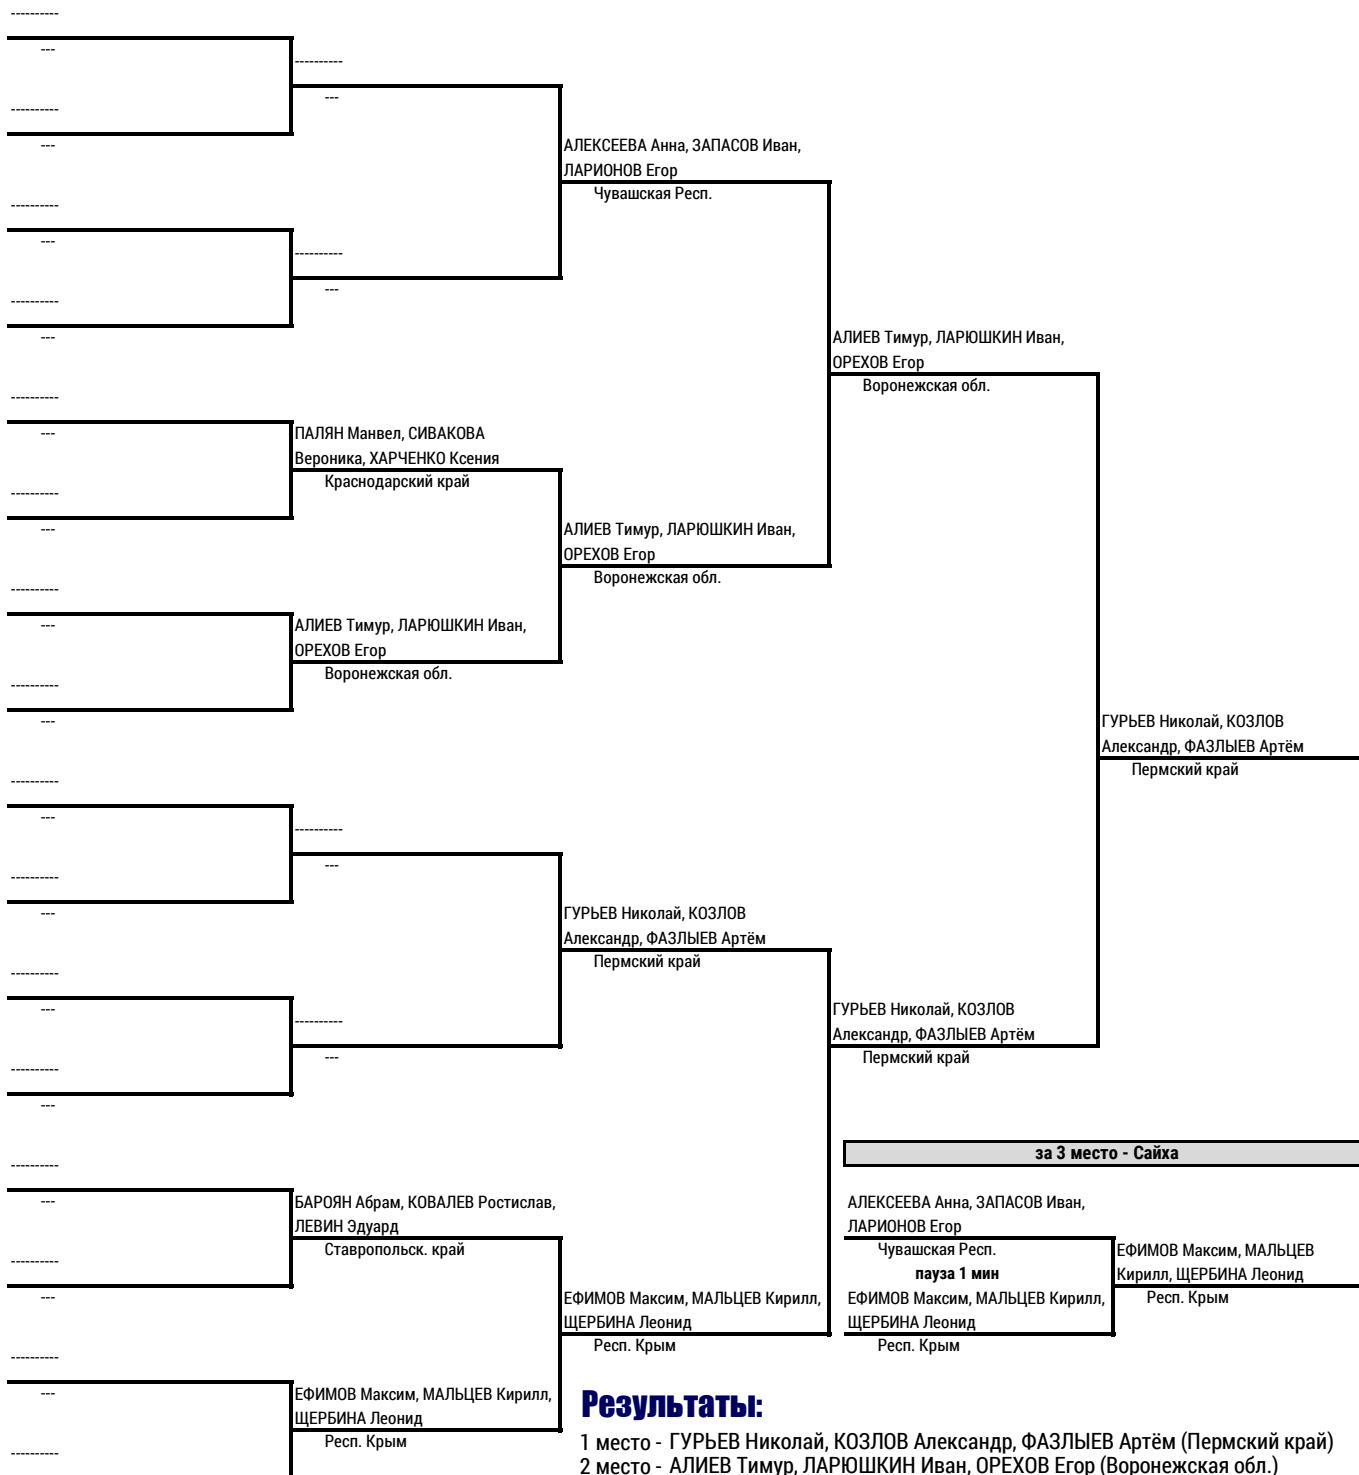 ----------
---
----------
---
----------
---
АЛЕКСЕЕВА Анна, ЗАПАСОВ Иван,
ЛАРИОНОВ Егор
Чувашская Респ.
----------
---
----------
---
----------
---
АЛИЕВ Тимур, ЛАРЮШКИН Иван,
ОРЕХОВ Егор
Воронежская обл.
----------
---
ПАЛЯН Манвел, СИВАКОВА
Вероника, ХАРЧЕНКО Ксения
Краснодарский край
----------
---
АЛИЕВ Тимур, ЛАРЮШКИН Иван,
ОРЕХОВ Егор
Воронежская обл.
----------
---
АЛИЕВ Тимур, ЛАРЮШКИН Иван,
ОРЕХОВ Егор
Воронежская обл.
----------
---
ГУРЬЕВ Николай, КОЗЛОВ
Александр, ФАЗЛЫЕВ Артём
Пермский край
----------
---
----------
---
----------
---
ГУРЬЕВ Николай, КОЗЛОВ
Александр, ФАЗЛЫЕВ Артём
Пермский край
----------
---
----------
---
ГУРЬЕВ Николай, КОЗЛОВ
Александр, ФАЗЛЫЕВ Артём
Пермский край
----------
---
за 3 место - Сайха
----------
---
БАРОЯН Абрам, КОВАЛЕВ Ростислав,
ЛЕВИН Эдуард
Ставропольск. край
АЛЕКСЕЕВА Анна, ЗАПАСОВ Иван,
ЛАРИОНОВ Егор
Чувашская Респ.
пауза 1 мин
ЕФИМОВ Максим, МАЛЬЦЕВ
Кирилл, ЩЕРБИНА Леонид
Респ. Крым
----------
---
ЕФИМОВ Максим, МАЛЬЦЕВ Кирилл,
ЩЕРБИНА Леонид
Респ. Крым
ЕФИМОВ Максим, МАЛЬЦЕВ Кирилл,
ЩЕРБИНА Леонид
Респ. Крым
----------
---
ЕФИМОВ Максим, МАЛЬЦЕВ Кирилл,
ЩЕРБИНА Леонид
Респ. Крым
----------
Результаты:
1 место - ГУРЬЕВ Николай, КОЗЛОВ Александр, ФАЗЛЫЕВ Артём (Пермский край)
2 место - АЛИЕВ Тимур, ЛАРЮШКИН Иван, ОРЕХОВ Егор (Воронежская обл.)